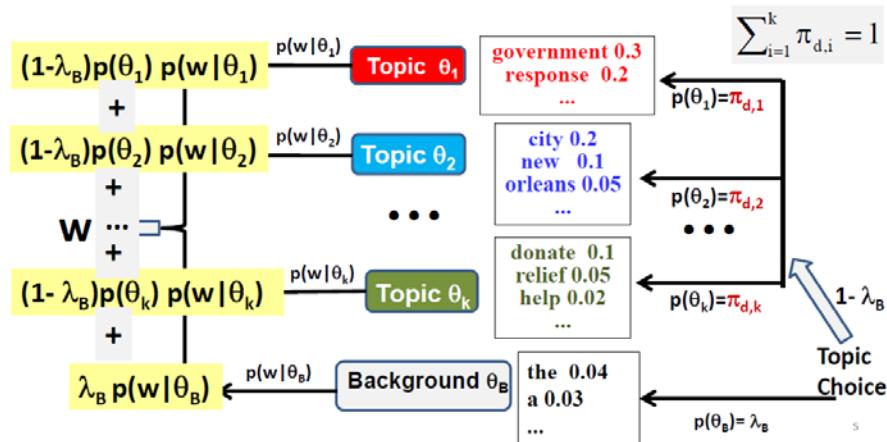 (1-λB)p(θ1) p(w|θ1)
p(w|θ1)
Topic θ1
government 0.3
response 0.2
...
∑_{i=1}^{k} πd,i = 1
p(θ1)=πd,1
+
(1-λB)p(θ2) p(w|θ2)
p(w|θ2)
Topic θ2
city 0.2
new 0.1
orleans 0.05
...
p(θ2)=πd,2
+
W ...
+
•••
•••
(1- λB)p(θk) p(w|θk)
p(w|θk)
Topic θk
donate 0.1
relief 0.05
help 0.02
...
p(θk)=πd,k
1- λB
+
Topic
Choice
λB p(w|θB)
p(w|θB)
Background θB
the 0.04
a 0.03
...
p(θB)= λB
5